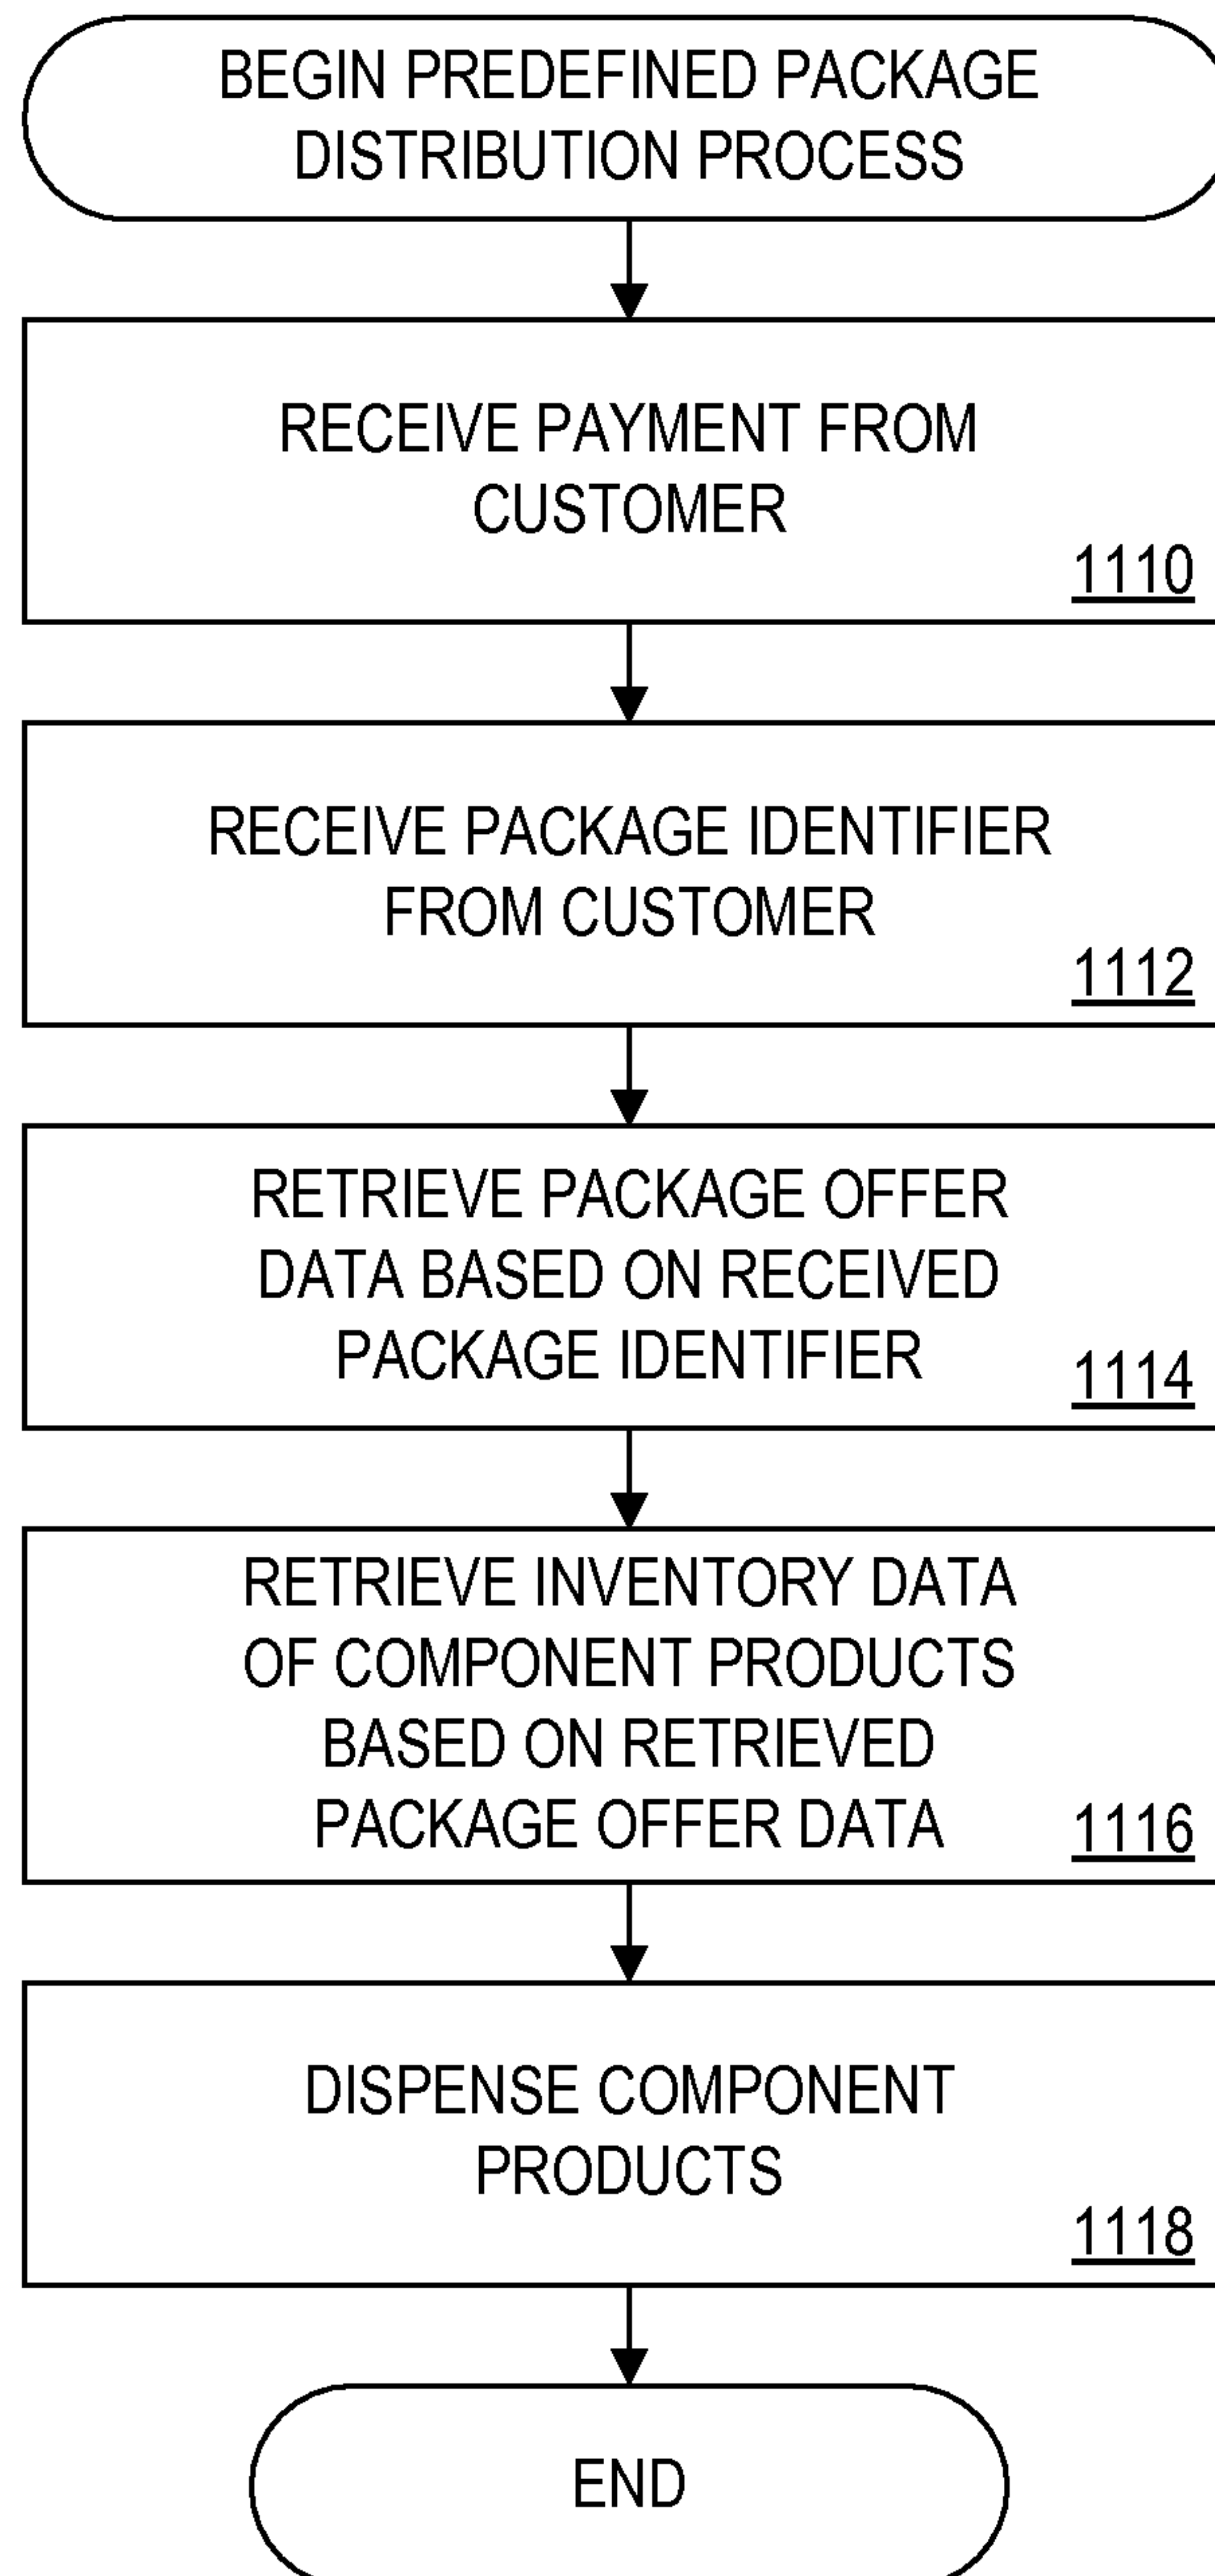 BEGIN PREDEFINED PACKAGE
DISTRIBUTION PROCESS
RECEIVE PAYMENT FROM
CUSTOMER
1110
RECEIVE PACKAGE IDENTIFIER
FROM CUSTOMER
1112
RETRIEVE PACKAGE OFFER
DATA BASED ON RECEIVED
PACKAGE IDENTIFIER
1114
RETRIEVE INVENTORY DATA
OF COMPONENT PRODUCTS
BASED ON RETRIEVED
PACKAGE OFFER DATA
1116
DISPENSE COMPONENT
PRODUCTS
1118
END